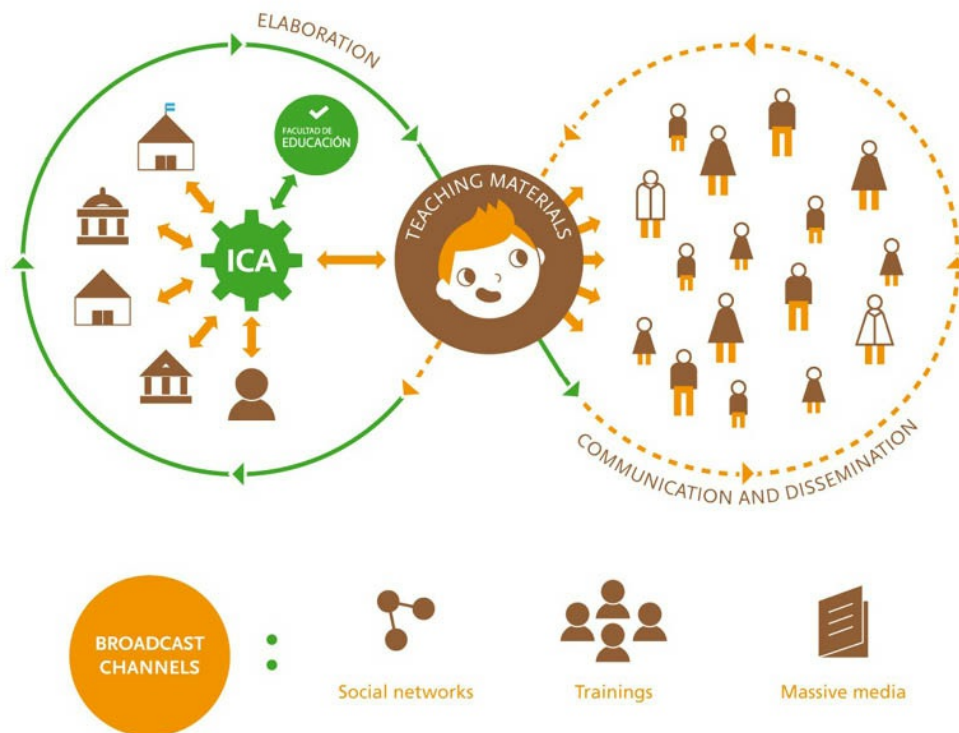 ELABORATION
FACULTAD DE
EDUCACIÓN
ICA
TEACHING MATERIALS
COMMUNICATION AND DISSEMINATION
BROADCAST
CHANNELS
:
Social networks
Trainings
Massive media